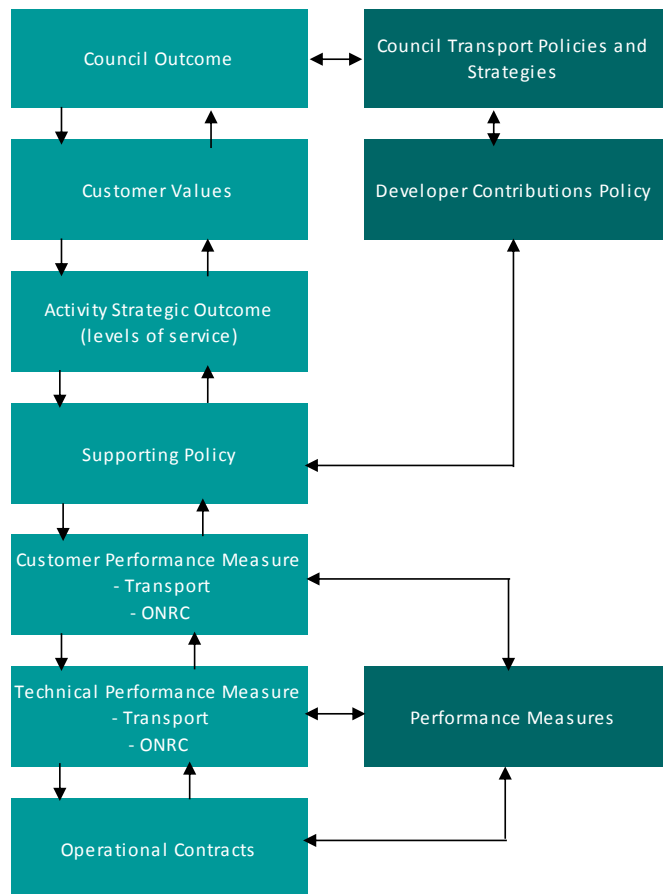 Council Outcome
Council Transport Policies and
Strategies
Customer Values
Developer Contributions Policy
Activity Strategic Outcome
(levels of service)
Supporting Policy
Customer Performance Measure
- Transport
- ONRC
Technical Performance Measure
- Transport
- ONRC
Performance Measures
Operational Contracts